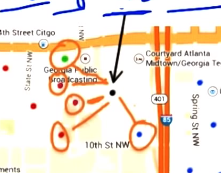 4th Street Citgo
Courtyard Atlanta
Midtown/Georgia Te
Georgia Public
Broadcasting
State St NW
401
85
Spring St NW
10th St NW
ments